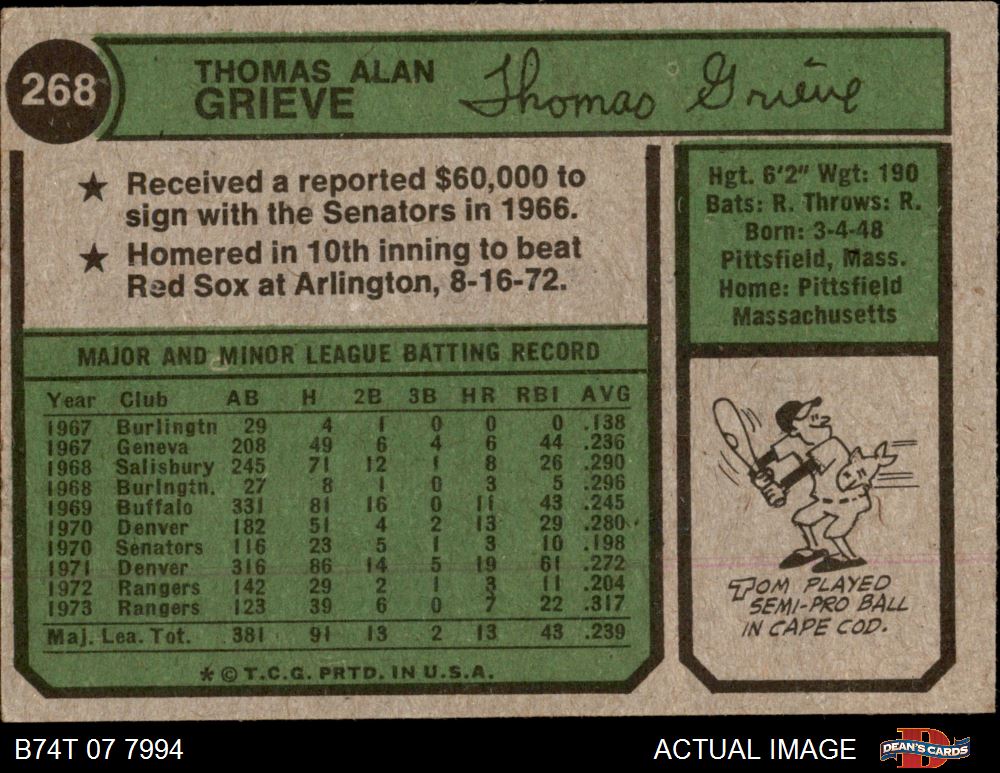 268
THOMAS ALAN
GRIEVE
Thomas Grieve
★ Received a reported $60,000 to
sign with the Senators in 1966.
★ Homered in 10th inning to beat
Red Sox at Arlington, 8-16-72.
Hgt. 6'2" Wgt: 190
Bats: R. Throws: R.
Born: 3-4-48
Pittsfield, Mass.
Home: Pittsfield
Massachusetts
MAJOR AND MINOR LEAGUE BATTING RECORD
Year Club AB H 2B 3B HR RBI AVG
1967 Burlingtn 29 4 1 0 0 0 .138
1967 Geneva 208 49 6 4 6 44 .236
1968 Salisbury 245 71 12 1 8 26 .290
1968 Burlngtn. 27 8 1 0 3 5 .296
1969 Buffalo 331 81 16 0 11 43 .245
1970 Denver 182 51 4 2 13 29 .280
1970 Senators 116 23 5 1 3 10 .198
1971 Denver 316 86 14 5 19 61 .272
1972 Rangers 142 29 2 1 3 11 .204
1973 Rangers 123 39 6 0 7 22 .317
Maj. Lea. Tot. 381 91 13 2 13 43 .239
* © T.C.G. PRTD. IN U.S.A.
TOM PLAYED
SEMI-PRO BALL
IN CAPE COD.
B74T 07 7994
ACTUAL IMAGE
DEAN'S CARDS